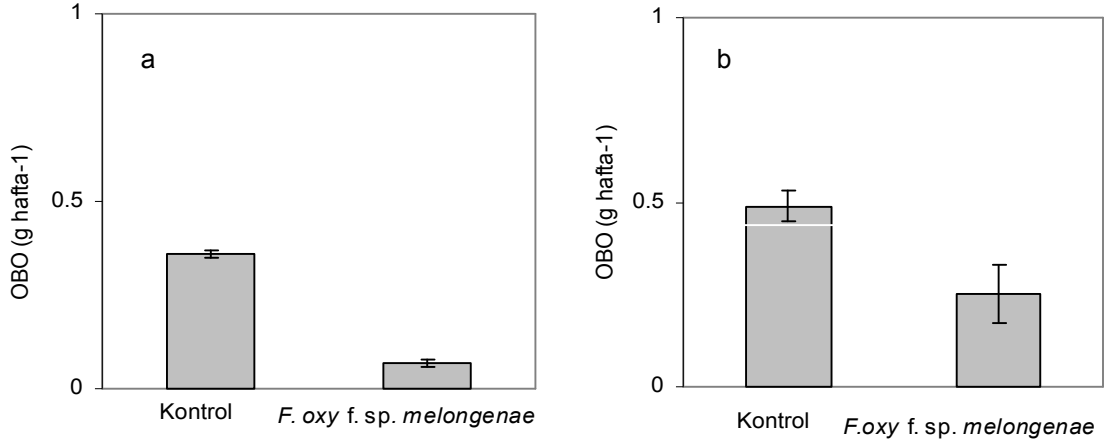 1
a
0.5
0
OBO (g hafta-1)
Kontrol
F. oxy f. sp. melongenae
1
b
0.5
0
OBO (g hafta-1)
Kontrol
F.oxy f. sp. melongenae